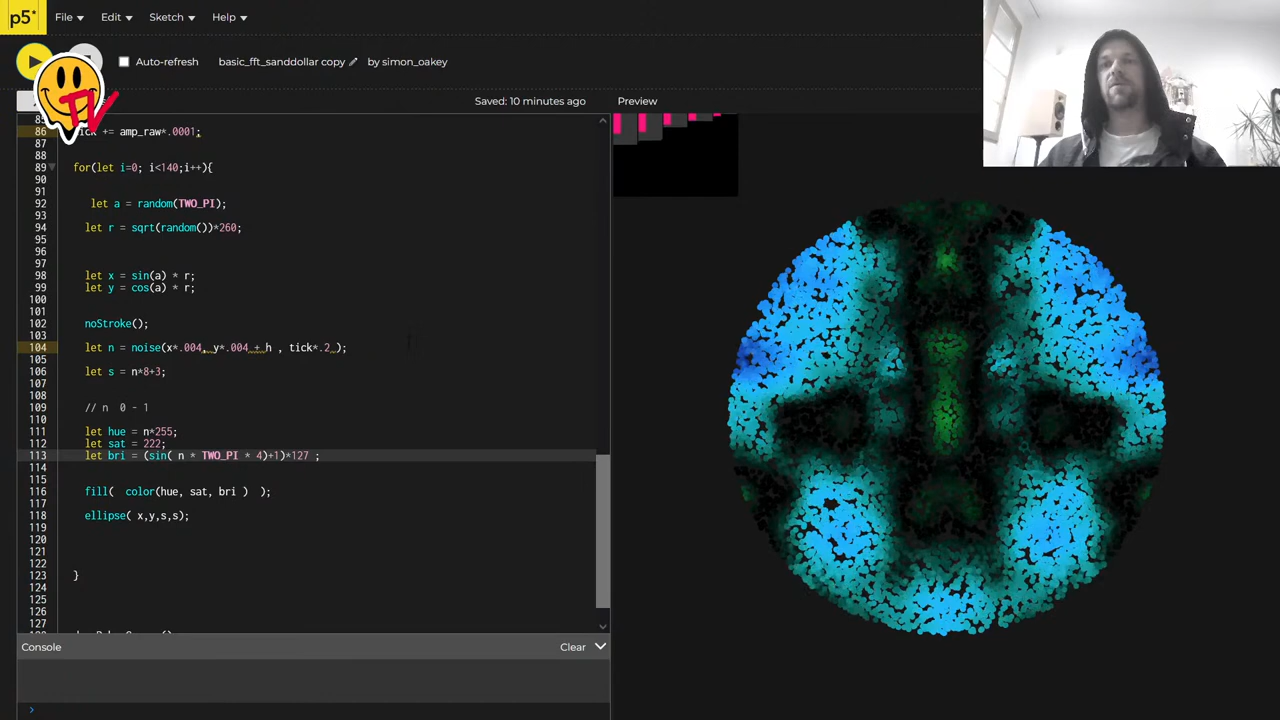 p5* File Edit Sketch Help
Auto-refresh basic_fft_sanddollar copy by simon_oakey
TV
Saved: 10 minutes ago Preview
86 += amp_raw*.0001;
87
88
89 for(let i=0; i<140;i++){
90
91
92 let a = random(TWO_PI);
93
94 let r = sqrt(random())*260;
95
96
97
98 let x = sin(a) * r;
99 let y = cos(a) * r;
100
101
102 noStroke();
103
104 let n = noise(x*.004, y*.004 + h , tick*.2 );
105
106 let s = n*8+3;
107
108
109 // n 0 - 1
110
111 let hue = n*255;
112 let sat = 222;
113 let bri = (sin( n * TWO_PI * 4)+1)*127 ;
114
115
116 fill( color(hue, sat, bri ) );
117
118 ellipse( x,y,s,s);
119
120
121
122
123 }
124
125
126
127
Console Clear
>